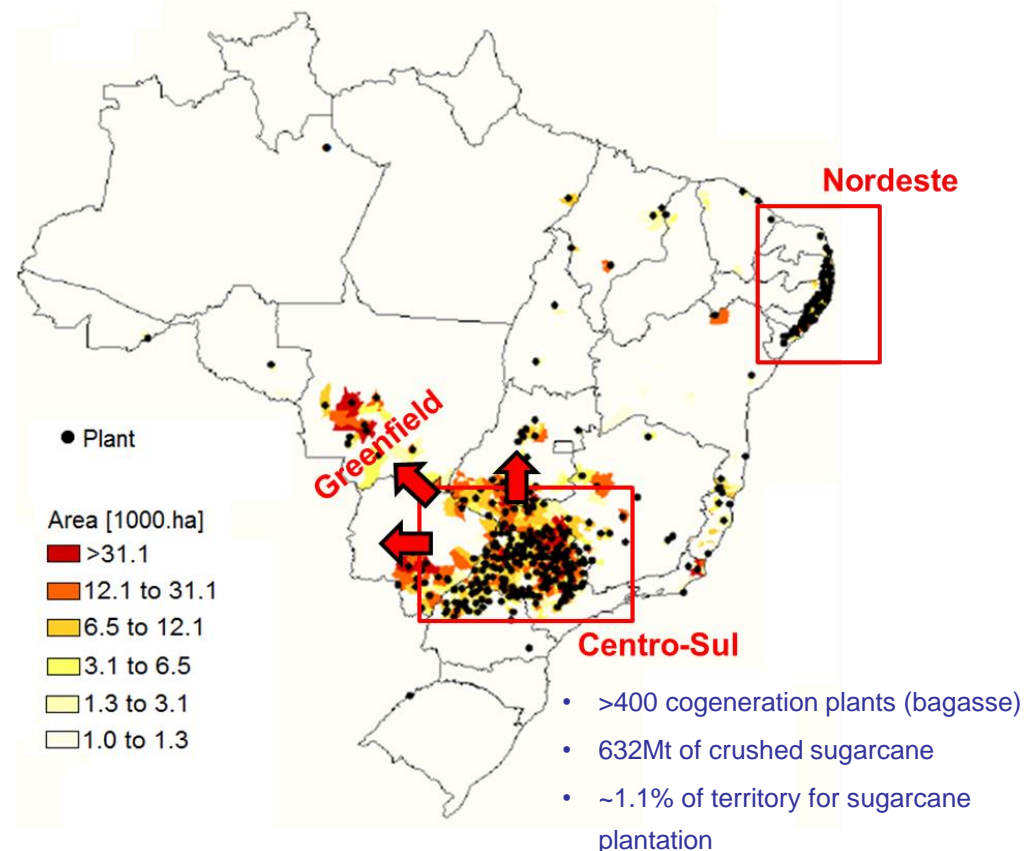 Nordeste
Greenfield
● Plant
Area [1000.ha]
>31.1
12.1 to 31.1
6.5 to 12.1
3.1 to 6.5
1.3 to 3.1
1.0 to 1.3
Centro-Sul
• >400 cogeneration plants (bagasse)
• 632Mt of crushed sugarcane
• ~1.1% of territory for sugarcane
plantation